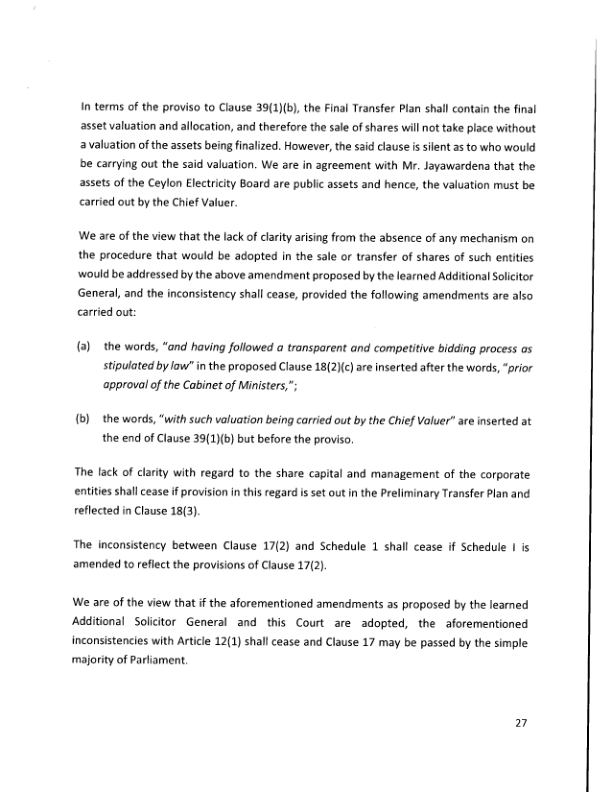 In terms of the proviso to Clause 39(1)(b), the Final Transfer Plan shall contain the final
asset valuation and allocation, and therefore the sale of shares will not take place without
a valuation of the assets being finalized. However, the said clause is silent as to who would
be carrying out the said valuation. We are in agreement with Mr. Jayawardena that the
assets of the Ceylon Electricity Board are public assets and hence, the valuation must be
carried out by the Chief Valuer.
We are of the view that the lack of clarity arising from the absence of any mechanism on
the procedure that would be adopted in the sale or transfer of shares of such entities
would be addressed by the above amendment proposed by the learned Additional Solicitor
General, and the inconsistency shall cease, provided the following amendments are also
carried out:
(a) the words, "and having followed a transparent and competitive bidding process as
stipulated by law" in the proposed Clause 18(2)(c) are inserted after the words, "prior
approval of the Cabinet of Ministers,";
(b) the words, "with such valuation being carried out by the Chief Valuer" are inserted at
the end of Clause 39(1)(b) but before the proviso.
The lack of clarity with regard to the share capital and management of the corporate
entities shall cease if provision in this regard is set out in the Preliminary Transfer Plan and
reflected in Clause 18(3).
The inconsistency between Clause 17(2) and Schedule 1 shall cease if Schedule I is
amended to reflect the provisions of Clause 17(2).
We are of the view that if the aforementioned amendments as proposed by the learned
Additional Solicitor General and this Court are adopted, the aforementioned
inconsistencies with Article 12(1) shall cease and Clause 17 may be passed by the simple
majority of Parliament.
27